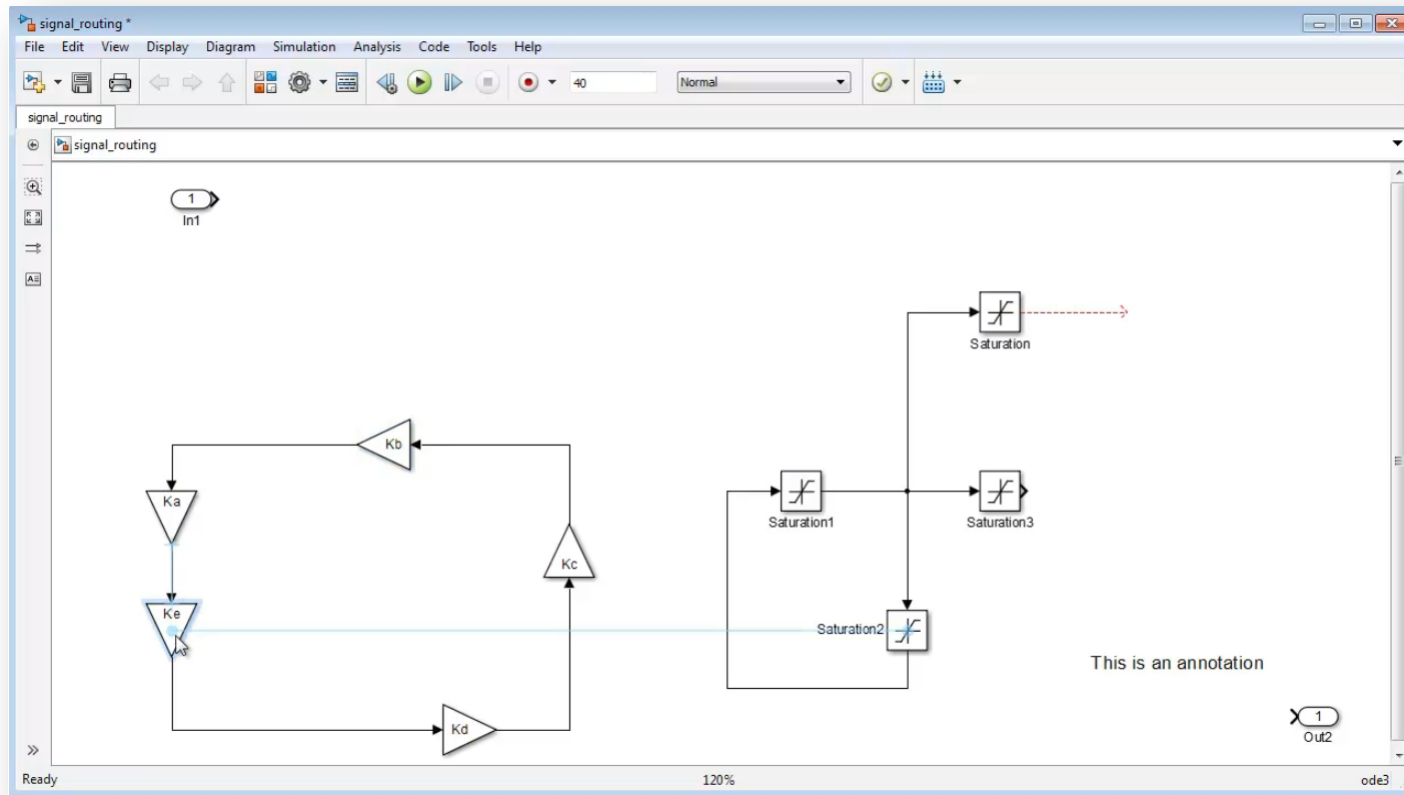 signal_routing *
File Edit View Display Diagram Simulation Analysis Code Tools Help
40 Normal
signal_routing
signal_routing
1
In1
Saturation
Kb
Ka
Saturation1
Saturation3
Kc
Ke
Saturation2
This is an annotation
Kd
1
Out2
Ready 120% ode3